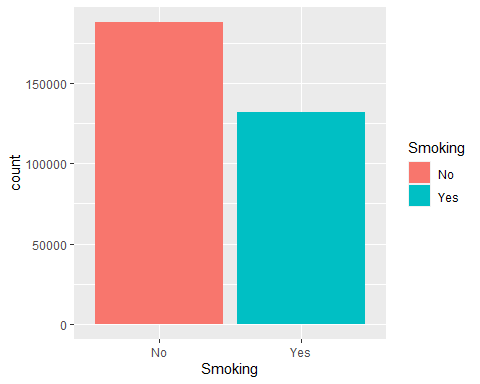 150000
100000
50000
0
count
No
Yes
Smoking
Smoking
No
Yes